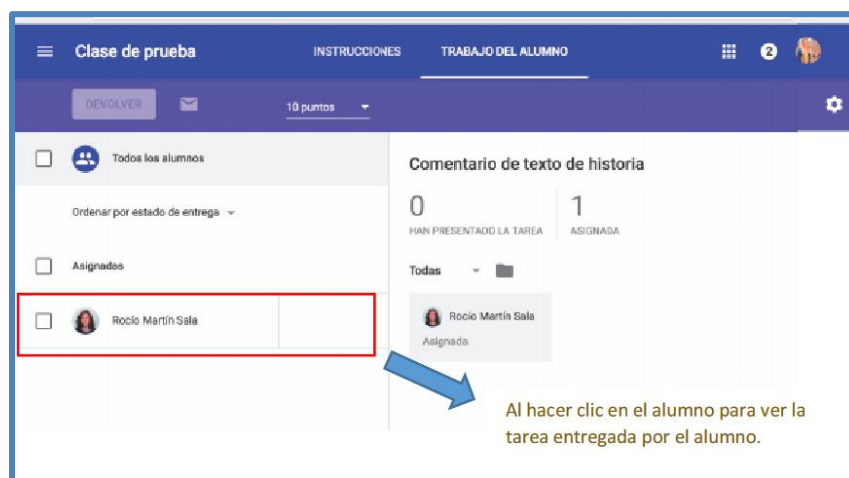 Clase de prueba
INSTRUCCIONES
TRABAJO DEL ALUMNO
2
DEVOLVER
10 puntos
Todos los alumnos
Ordenar por estado de entrega
Asignadas
Rocío Martín Sala
Comentario de texto de historia
0
HAN PRESENTADO LA TAREA
1
ASIGNADA
Todas
Rocío Martín Sala
Asignada
Al hacer clic en el alumno para ver la
tarea entregada por el alumno.